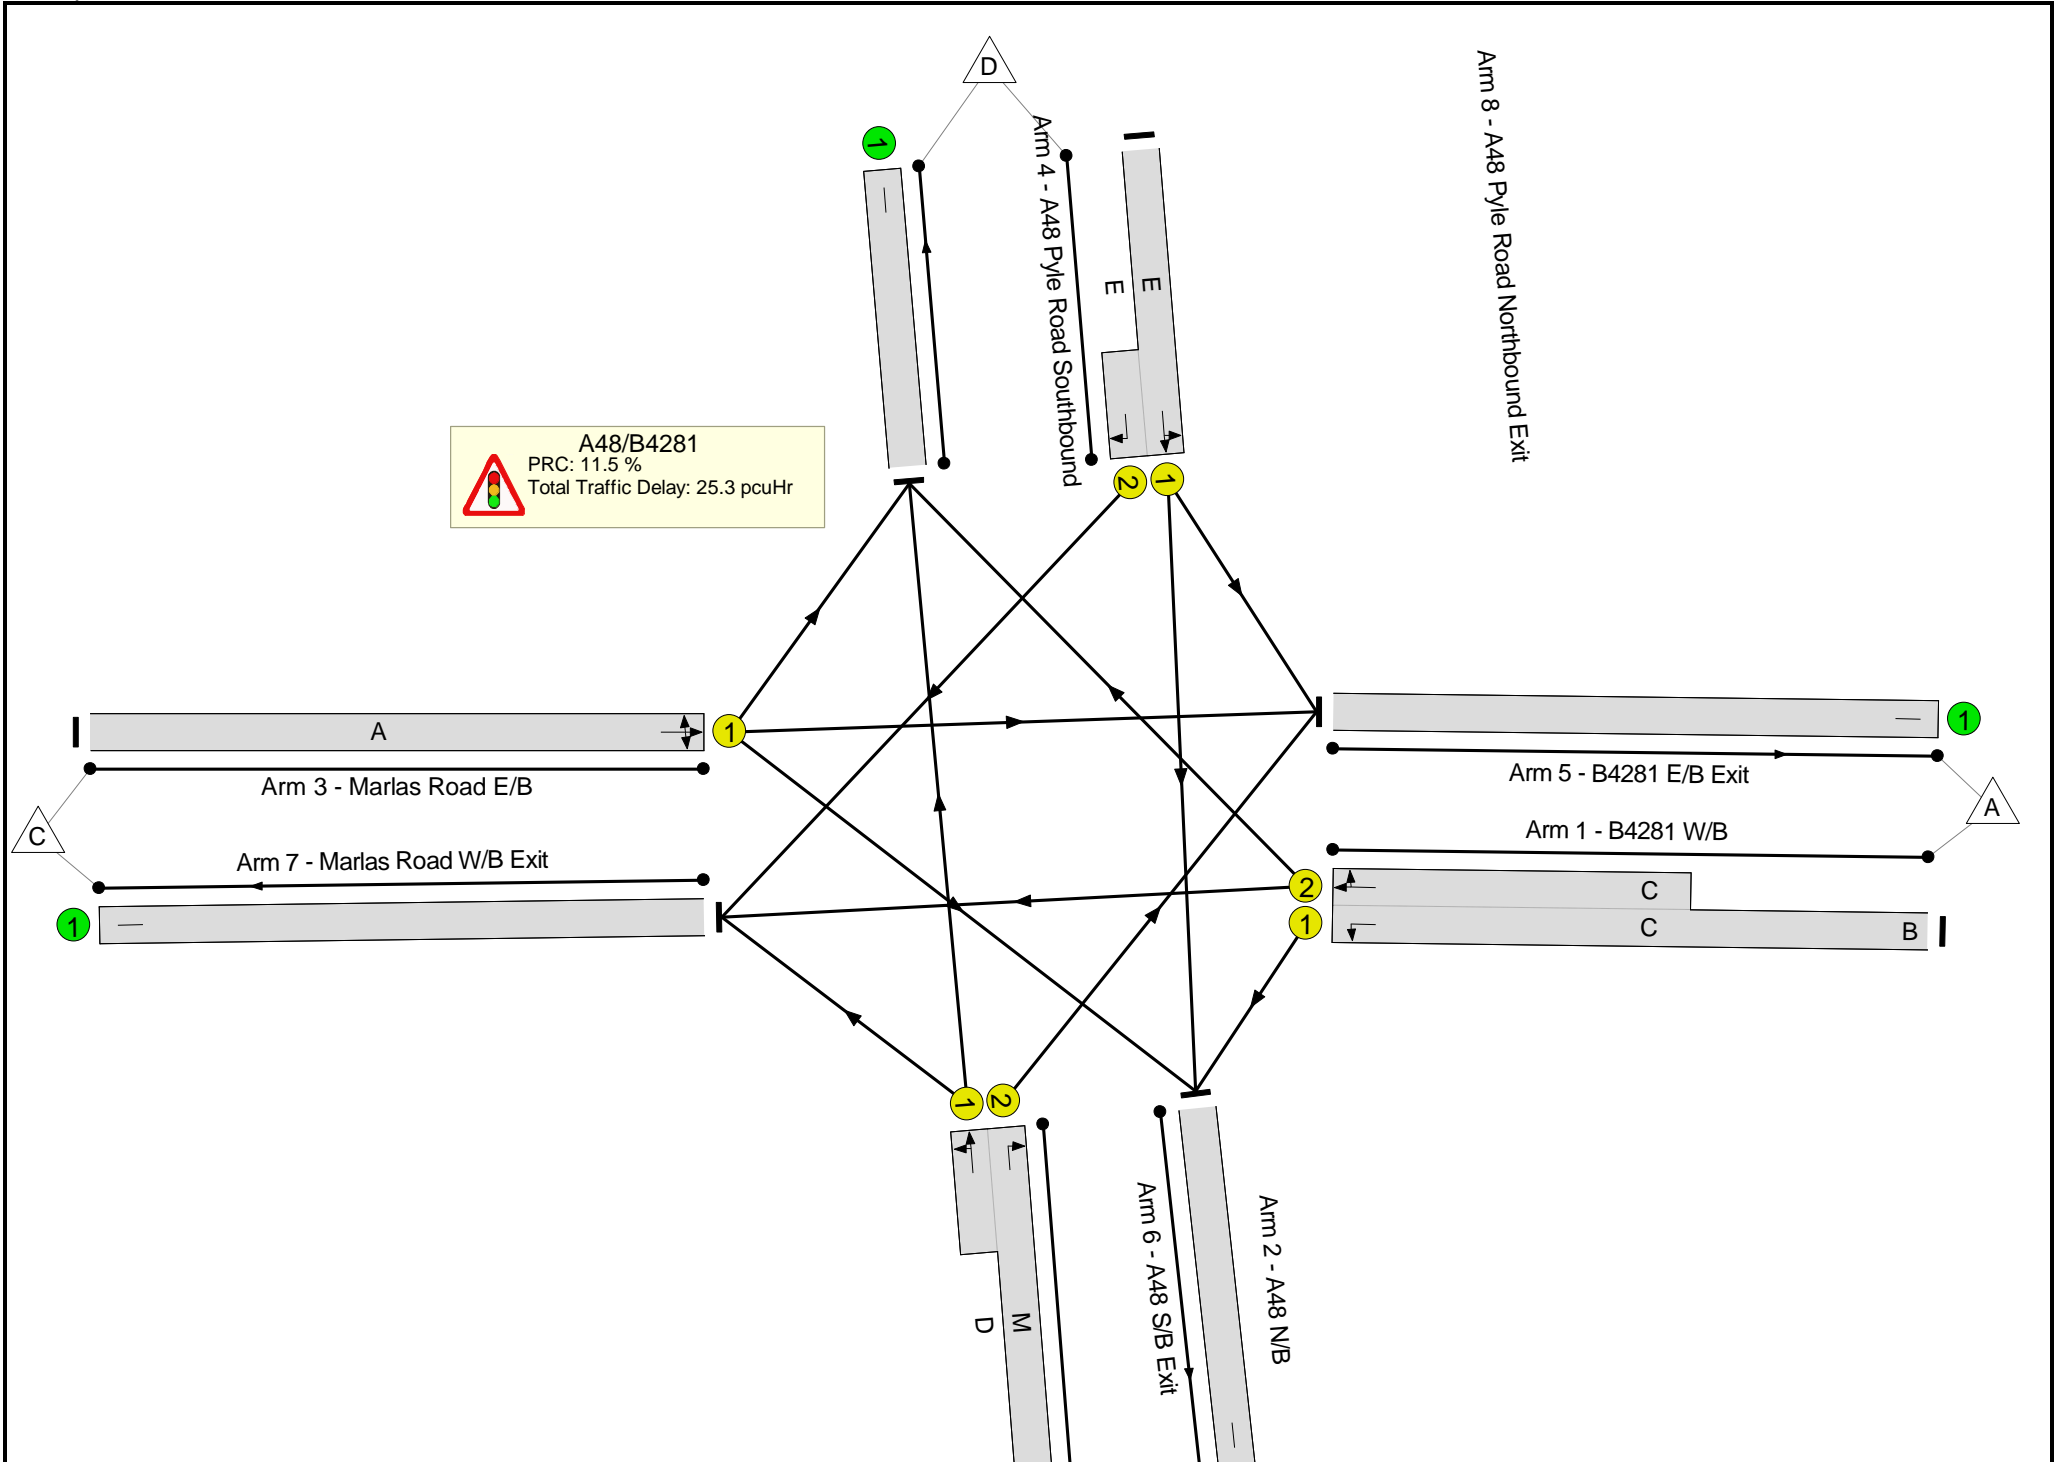 D
1
Arm 4 - A48 Pyle Road Southbound
Arm 8 - A48 Pyle Road Northbound Exit
E
E
A48/B4281
PRC: 11.5 %
Total Traffic Delay: 25.3 pcuHr
2
1
A
1
1
Arm 3 - Marlas Road E/B
Arm 5 - B4281 E/B Exit
C
A
Arm 7 - Marlas Road W/B Exit
Arm 1 - B4281 W/B
2
C
1
1
C
B
1
2
Arm 6 - A48 S/B Exit
Arm 2 - A48 N/B
D
M